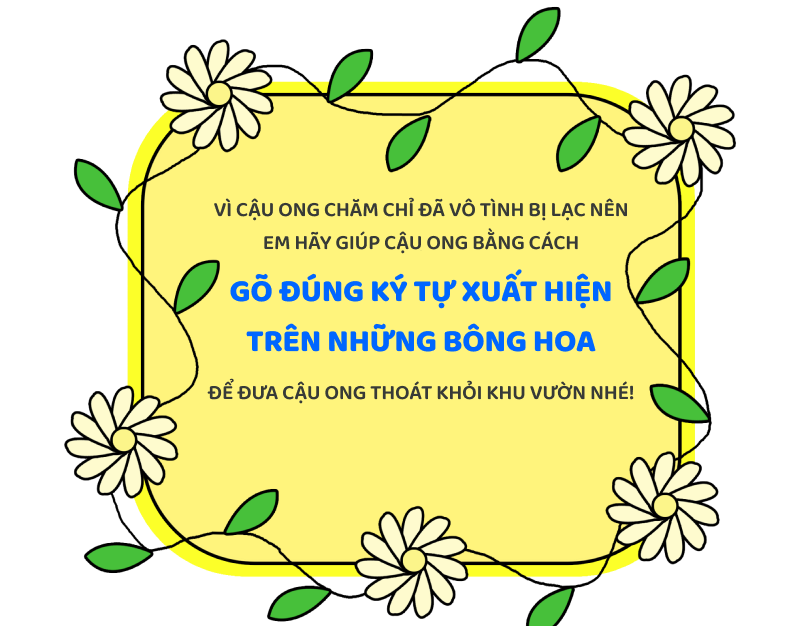 VÌ CẬU ONG CHĂM CHỈ ĐÃ VÔ TÌNH BỊ LẠC NÊN
EM HÃY GIÚP CẬU ONG BẰNG CÁCH
GÕ ĐÚNG KÝ TỰ XUẤT HIỆN
TRÊN NHỮNG BÔNG HOA
ĐỂ ĐƯA CẬU ONG THOÁT KHỎI KHU VƯỜN NHÉ!